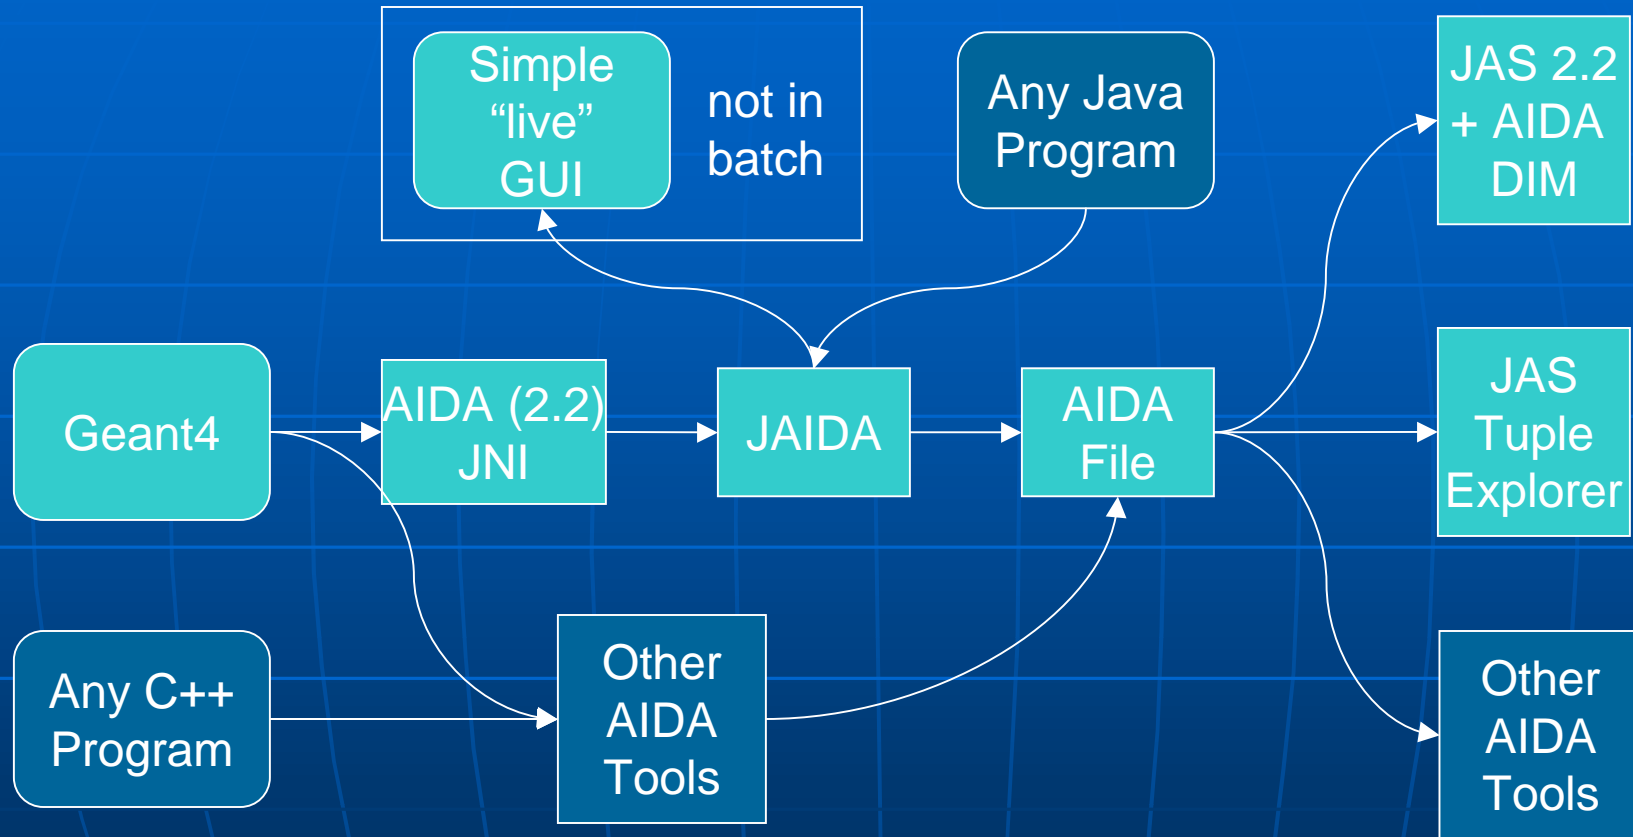 Simple
“live”
GUI
not in
batch
Any Java
Program
JAS 2.2
+ AIDA
DIM
Geant4
AIDA (2.2)
JNI
JAIDA
AIDA
File
JAS
Tuple
Explorer
Any C++
Program
Other
AIDA
Tools
Other
AIDA
Tools